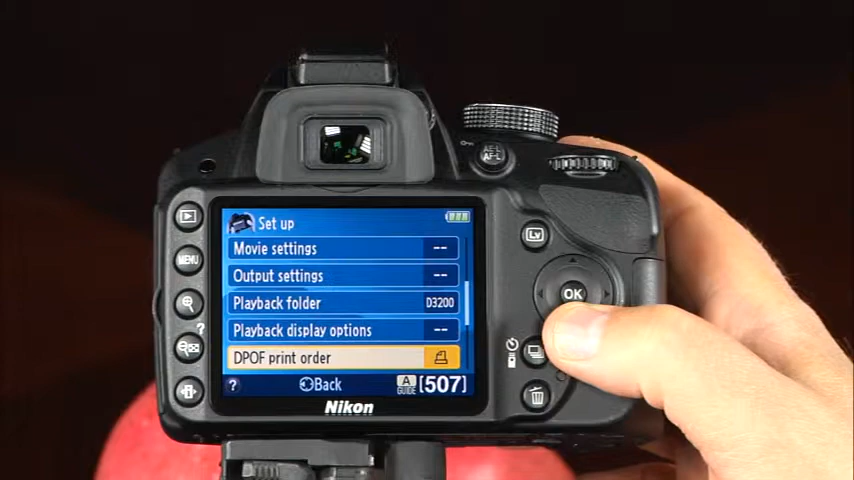 AE-L
AF-L
Set up
MENU
Lv
Movie settings --
Output settings --
Playback folder D3200
OK
Playback display options --
DPOF print order
? Back A GUIDE [507]
?
Nikon